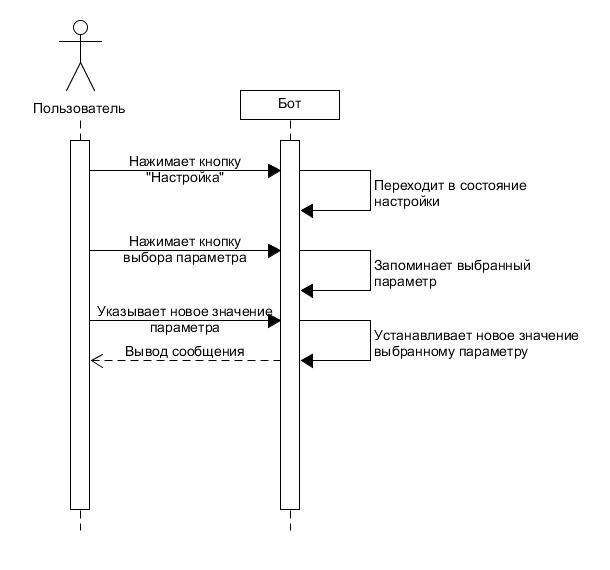 Пользователь
Бот
Нажимает кнопку
"Настройка"
Переходит в состояние
настройки
Нажимает кнопку
выбора параметра
Запоминает выбранный
параметр
Указывает новое значение
параметра
Устанавливает новое значение
выбранному параметру
Вывод сообщения